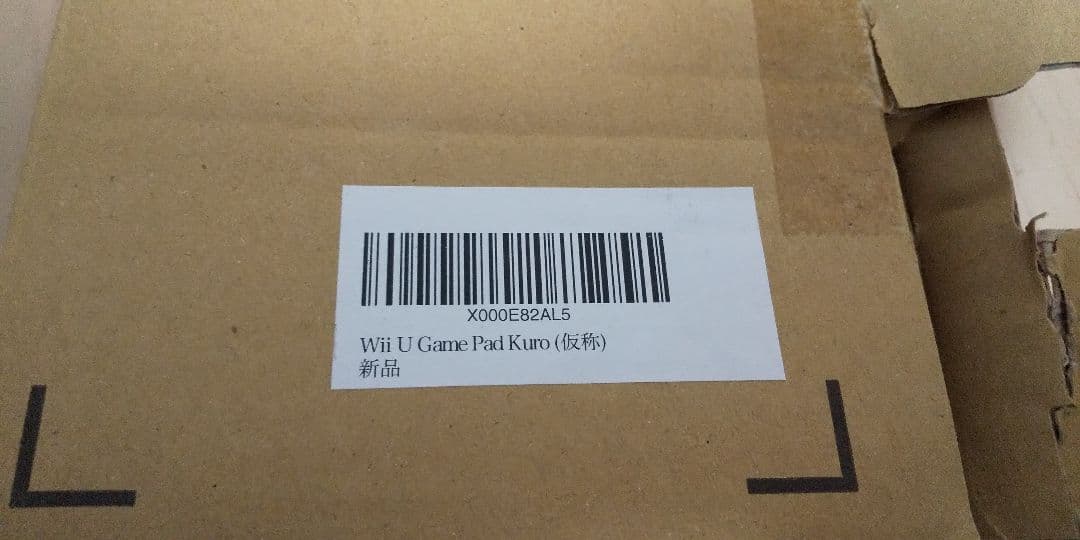 X000E82AL5
Wii U Game Pad Kuro (仮称)
新品